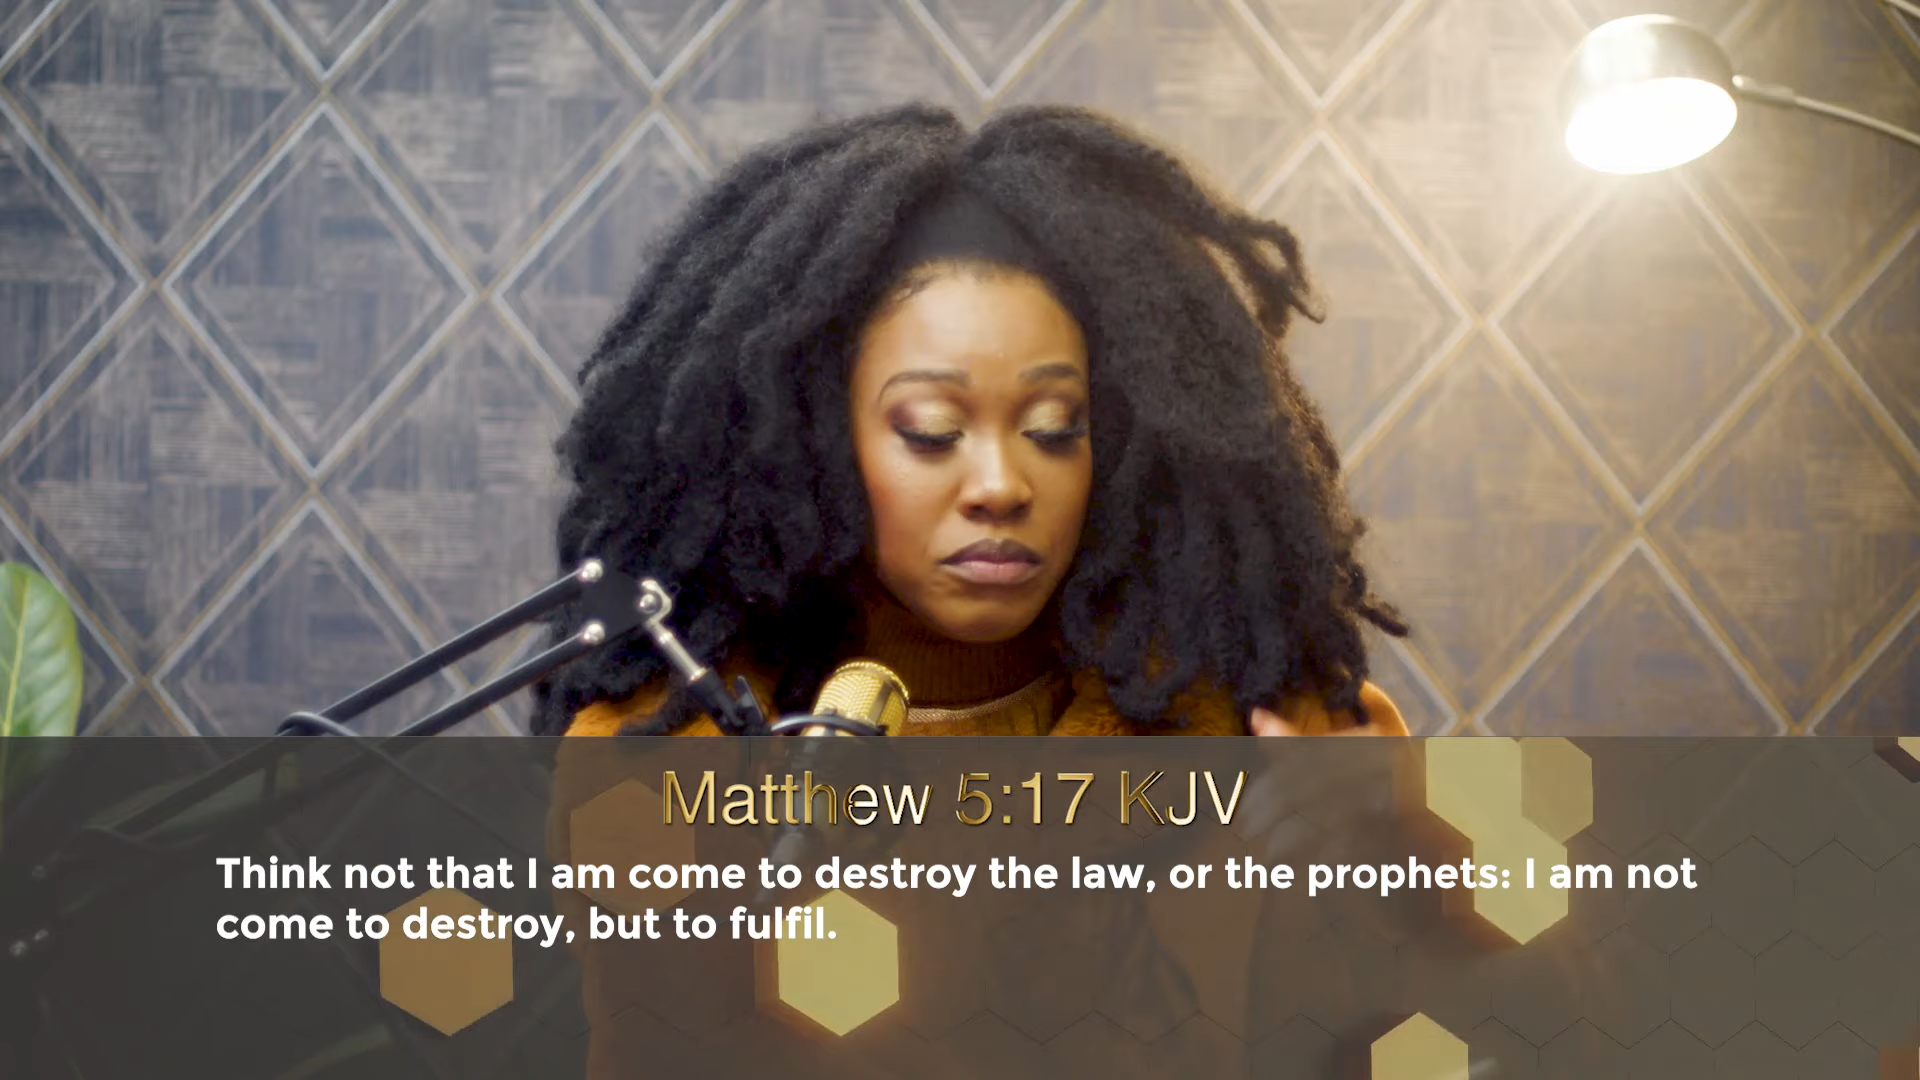 Matthew 5:17 KJV
Think not that I am come to destroy the law, or the prophets: I am not
come to destroy, but to fulfil.